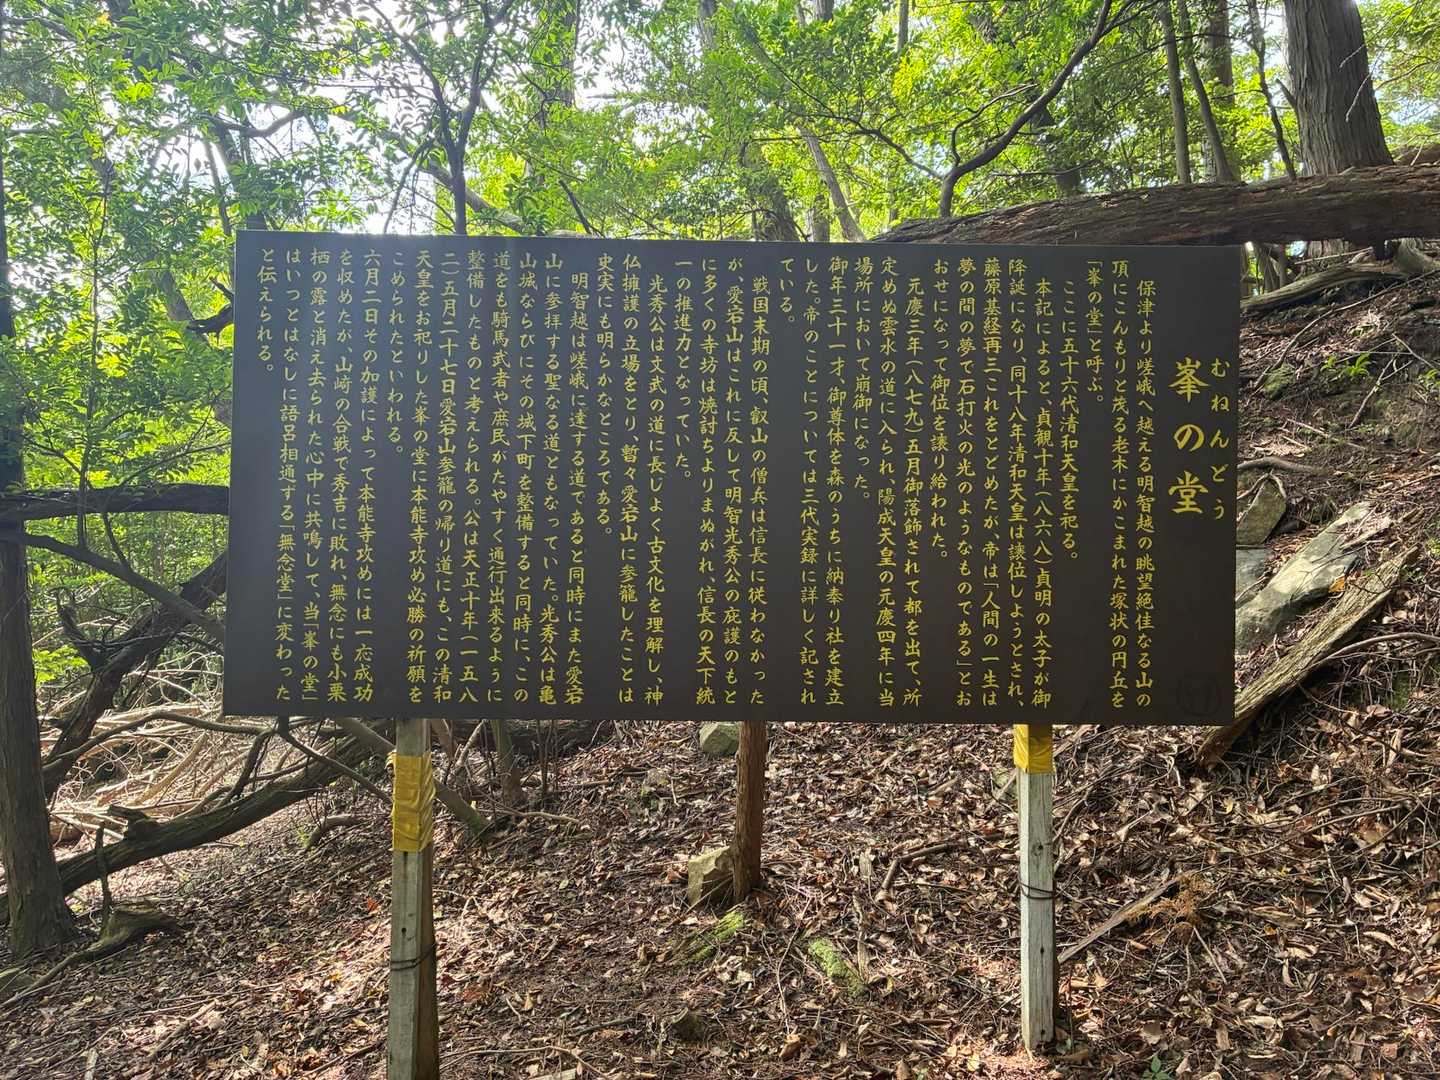 むねんどう
峯の堂
保津より嵯峨へ越える明智越の眺望絶佳なる山の
頂にこんもりと茂る老木にかこまれた塚状の円丘を
「峯の堂」と呼ぶ。
ここに五十六代清和天皇を祀る。
本記によると、貞観十年(八六八)貞明の太子が御
降誕になり、同十八年清和天皇は譲位しようとされ、
藤原基経再三これをとどめたが、帝は「人間の一生は
夢の間の夢で石打火の光のようなものである」とお
おせになって御位を譲り給われた。
元慶三年(八七九)五月御落飾されて都を出て、所
定めぬ雲水の道に入られ、陽成天皇の元慶四年に当
場所において崩御になった。
御年三十一才、御尊体を森のうちに納奉り社を建立
した。帝のことについては三代実録に詳しく記され
ている。
戦国末期の頃、叡山の僧兵は信長に従わなかった
が、愛宕山はこれに反して明智光秀公の庇護のもと
に多くの寺坊は焼討ちよりまぬがれ、信長の天下統
一の推進力となっていた。
光秀公は文武の道に長じよく古文化を理解し、神
仏擁護の立場をとり、暫々愛宕山に参籠したことは
史実にも明らかなところである。
明智越は嵯峨に達する道であると同時にまた愛宕
山に参拝する聖なる道ともなっていた。光秀公は亀
山城ならびにその城下町を整備すると同時に、この
道をも騎馬武者や庶民がたやすく通行出来るように
整備したものと考えられる。公は天正十年(一五八
二)五月二十七日愛宕山参籠の帰り道にも、この清和
天皇をお祀りした峯の堂に本能寺攻め必勝の祈願を
こめられたといわれる。
六月二日その加護によって本能寺攻めには一応成功
を収めたが、山崎の合戦で秀吉に敗れ、無念にも小栗
栖の露と消え去られた心中に共鳴して、当「峯の堂」
はいつとはなしに語呂相通する「無念堂」に変わった
と伝えられる。